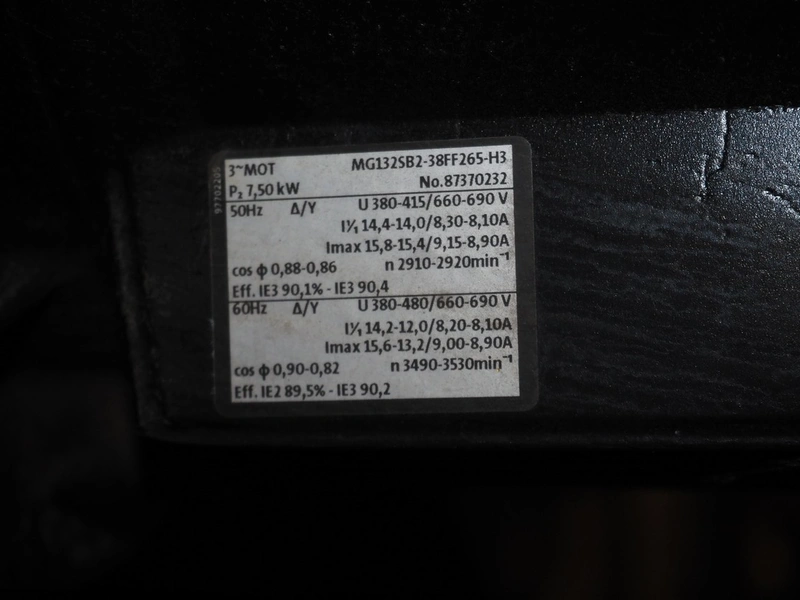 3~MOT MG132SB2-38FF265-H3
P₂ 7,50 kW No.87370232
50Hz Δ/Y U 380-415/660-690 V
I¹⁄₁ 14,4-14,0/8,30-8,10A
Imax 15,8-15,4/9,15-8,90A
cos ϕ 0,88-0,86 n 2910-2920min⁻¹
Eff. IE3 90,1% - IE3 90,4
60Hz Δ/Y U 380-480/660-690 V
I¹⁄₁ 14,2-12,0/8,20-8,10A
Imax 15,6-13,2/9,00-8,90A
cos ϕ 0,90-0,82 n 3490-3530min⁻¹
Eff. IE2 89,5% - IE3 90,2
97702205